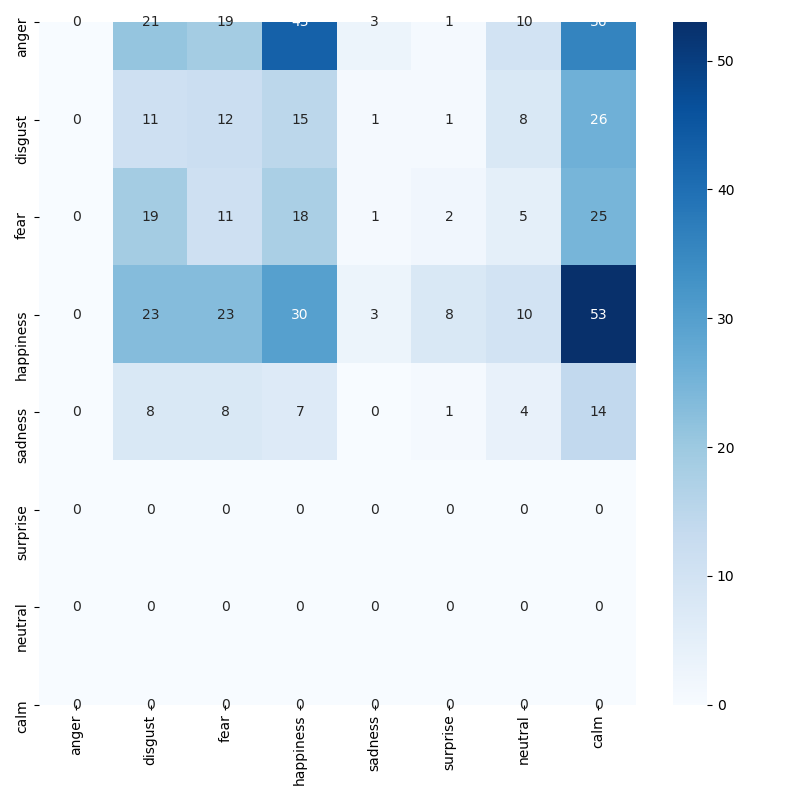 anger 0 21 19 43 3 1 10 36
disgust 0 11 12 15 1 1 8 26
fear 0 19 11 18 1 2 5 25
happiness 0 23 23 30 3 8 10 53
sadness 0 8 8 7 0 1 4 14
surprise 0 0 0 0 0 0 0 0
neutral 0 0 0 0 0 0 0 0
calm 0 0 0 0 0 0 0 0
anger disgust fear happiness sadness surprise neutral calm
50
40
30
20
10
0